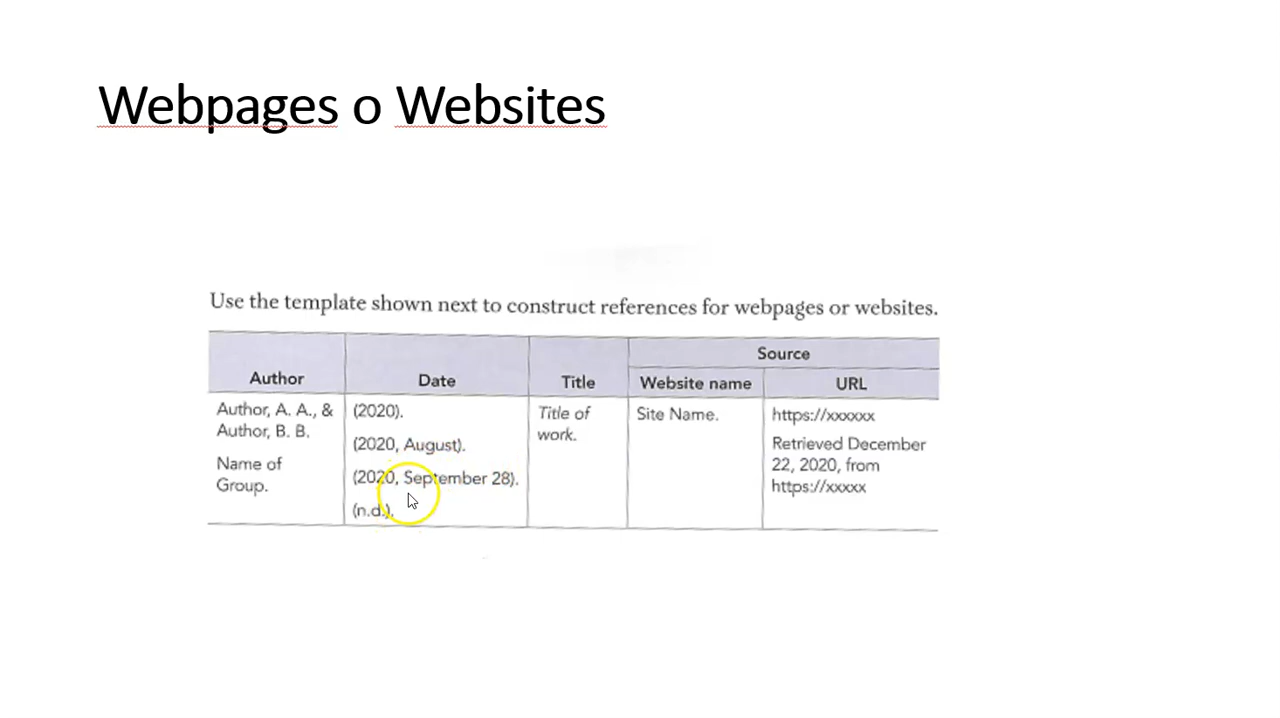 Webpages o Websites
Use the template shown next to construct references for webpages or websites.
Source
Author Date Title Website name URL
Author, A. A., & (2020). Title of Site Name. https://xxxxxx
Author, B. B. (2020, August). work. Retrieved December
Name of (2020, September 28). 22, 2020, from
Group. (n.d.). https://xxxxx